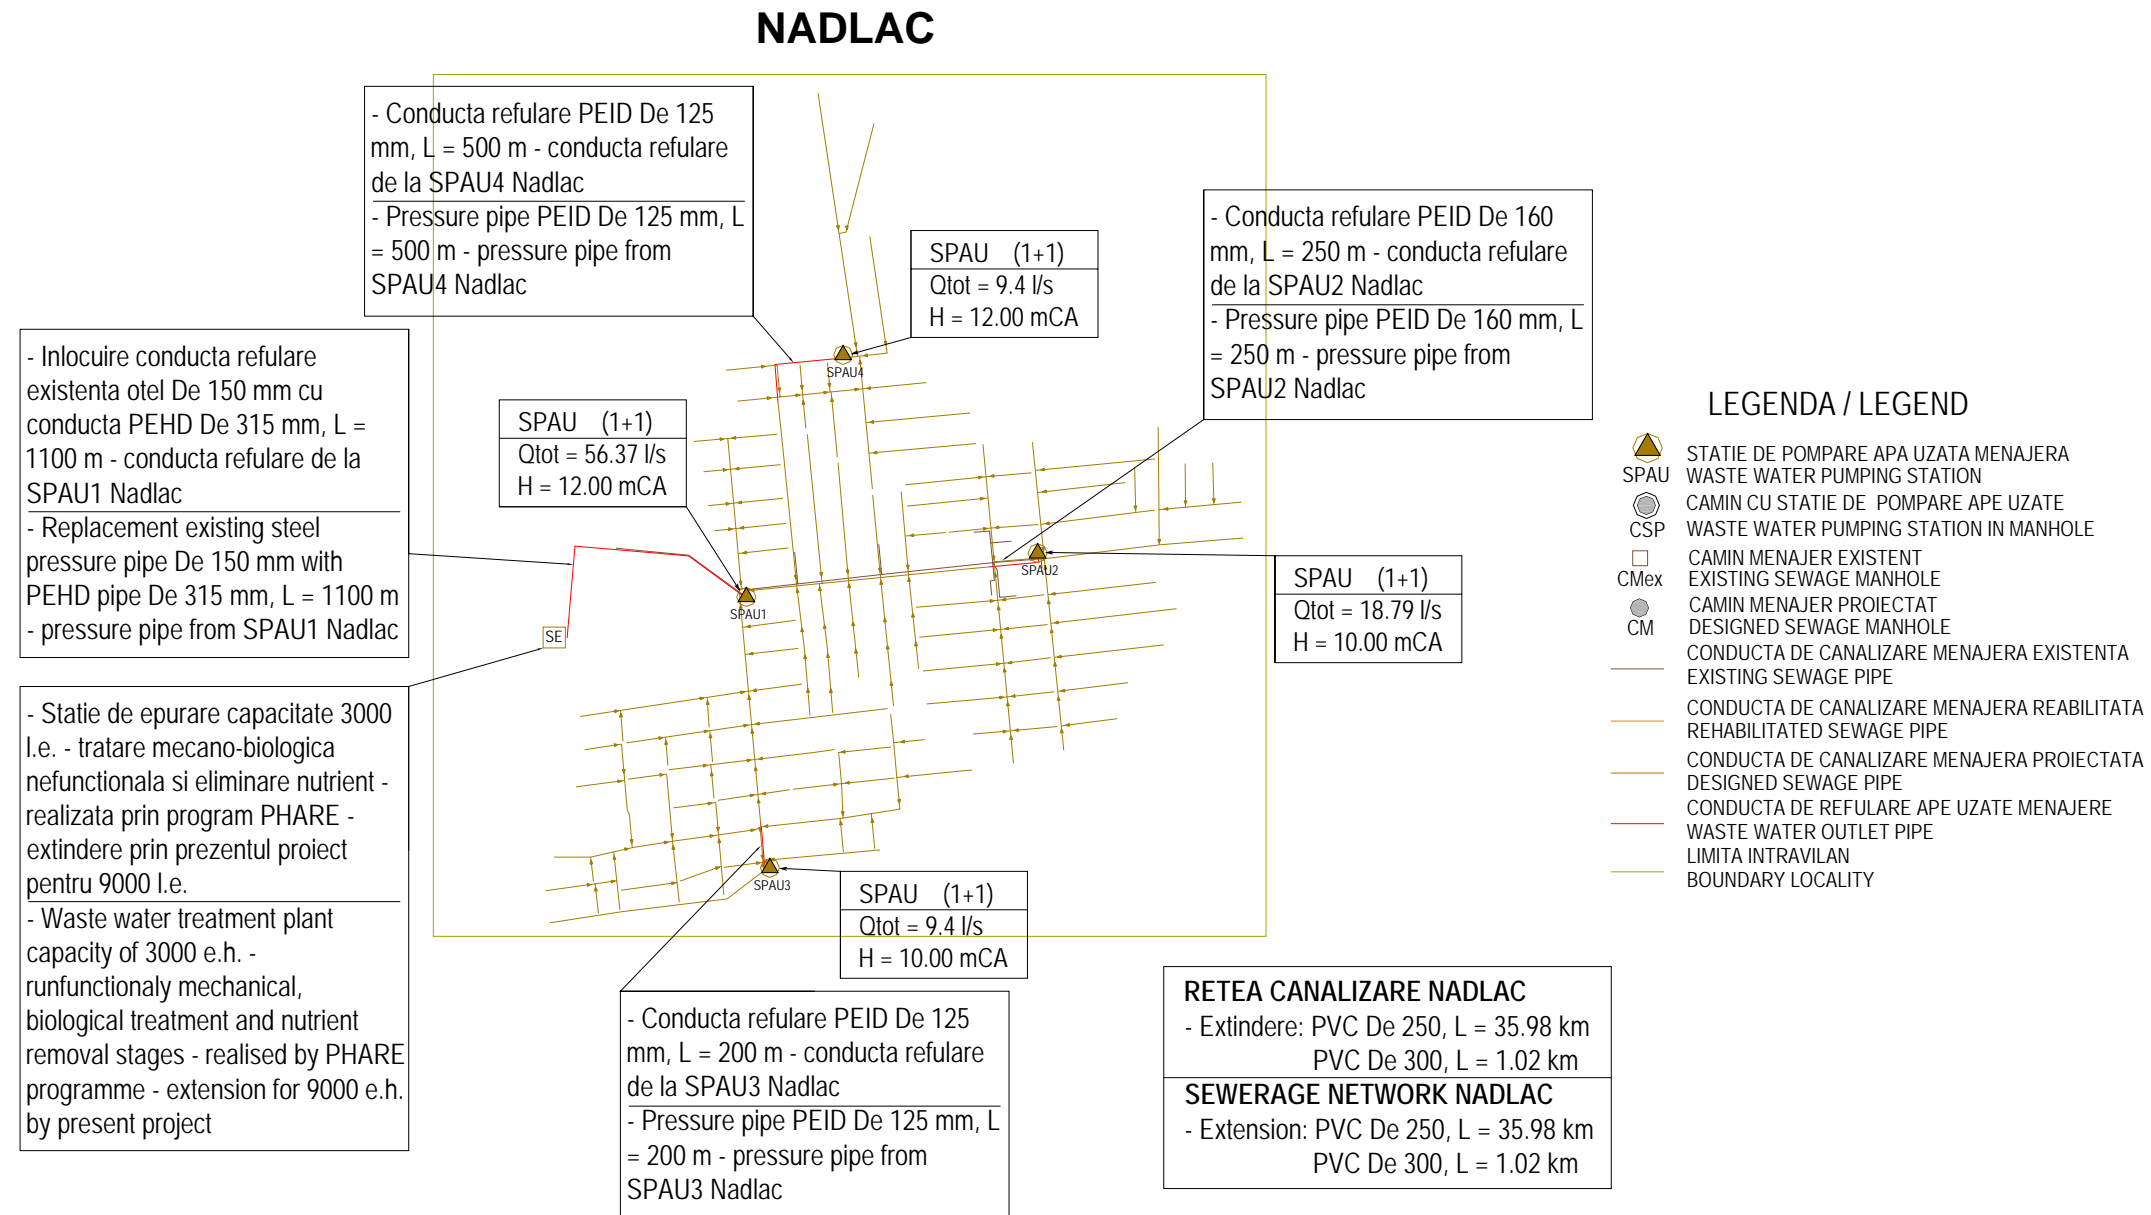 NADLAC
- Conducta refulare PEID De 125
mm, L = 500 m - conducta refulare
de la SPAU4 Nadlac
- Pressure pipe PEID De 125 mm, L
= 500 m - pressure pipe from
SPAU4 Nadlac
SPAU (1+1)
Qtot = 9.4 l/s
H = 12.00 mCA
- Conducta refulare PEID De 160
mm, L = 250 m - conducta refulare
de la SPAU2 Nadlac
- Pressure pipe PEID De 160 mm, L
= 250 m - pressure pipe from
SPAU2 Nadlac
- Inlocuire conducta refulare
existenta otel De 150 mm cu
conducta PEHD De 315 mm, L =
1100 m - conducta refulare de la
SPAU1 Nadlac
- Replacement existing steel
pressure pipe De 150 mm with
PEHD pipe De 315 mm, L = 1100 m
- pressure pipe from SPAU1 Nadlac
SPAU (1+1)
Qtot = 56.37 l/s
H = 12.00 mCA
SPAU4
SPAU2
SPAU1
SE
SPAU3
SPAU (1+1)
Qtot = 18.79 l/s
H = 10.00 mCA
- Statie de epurare capacitate 3000
l.e. - tratare mecano-biologica
nefunctionala si eliminare nutrient -
realizata prin program PHARE -
extindere prin prezentul proiect
pentru 9000 l.e.
- Waste water treatment plant
capacity of 3000 e.h. -
runfunctionaly mechanical,
biological treatment and nutrient
removal stages - realised by PHARE
programme - extension for 9000 e.h.
by present project
SPAU (1+1)
Qtot = 9.4 l/s
H = 10.00 mCA
- Conducta refulare PEID De 125
mm, L = 200 m - conducta refulare
de la SPAU3 Nadlac
- Pressure pipe PEID De 125 mm, L
= 200 m - pressure pipe from
SPAU3 Nadlac
LEGENDA / LEGEND
STATIE DE POMPARE APA UZATA MENAJERA
SPAU WASTE WATER PUMPING STATION
CAMIN CU STATIE DE POMPARE APE UZATE
CSP WASTE WATER PUMPING STATION IN MANHOLE
CAMIN MENAJER EXISTENT
CMex EXISTING SEWAGE MANHOLE
CAMIN MENAJER PROIECTAT
CM DESIGNED SEWAGE MANHOLE
CONDUCTA DE CANALIZARE MENAJERA EXISTENTA
EXISTING SEWAGE PIPE
CONDUCTA DE CANALIZARE MENAJERA REABILITATA
REHABILITATED SEWAGE PIPE
CONDUCTA DE CANALIZARE MENAJERA PROIECTATA
DESIGNED SEWAGE PIPE
CONDUCTA DE REFULARE APE UZATE MENAJERE
WASTE WATER OUTLET PIPE
LIMITA INTRAVILAN
BOUNDARY LOCALITY
RETEA CANALIZARE NADLAC
- Extindere: PVC De 250, L = 35.98 km
PVC De 300, L = 1.02 km
SEWERAGE NETWORK NADLAC
- Extension: PVC De 250, L = 35.98 km
PVC De 300, L = 1.02 km